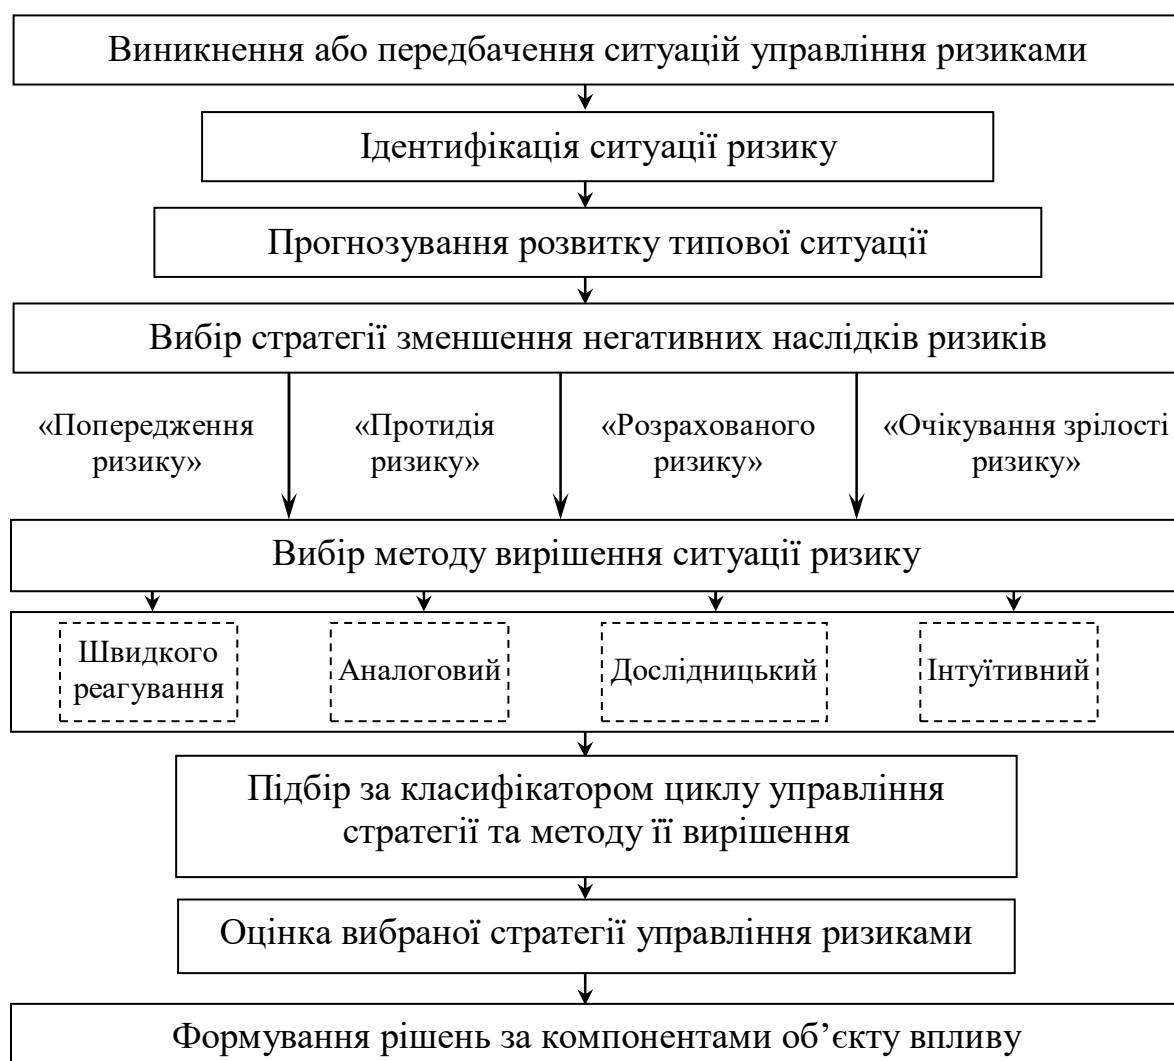 Виникнення або передбачення ситуацій управління ризиками
Ідентифікація ситуації ризику
Прогнозування розвитку типової ситуації
Вибір стратегії зменшення негативних наслідків ризиків
«Попередження
ризику»
«Протидія
ризику»
«Розрахованого
ризику»
«Очікування зрілості
ризику»
Вибір методу вирішення ситуації ризику
Швидкого
реагування
Аналоговий
Дослідницький
Інтуїтивний
Підбір за класифікатором циклу управління
стратегії та методу її вирішення
Оцінка вибраної стратегії управління ризиками
Формування рішень за компонентами об’єкту впливу